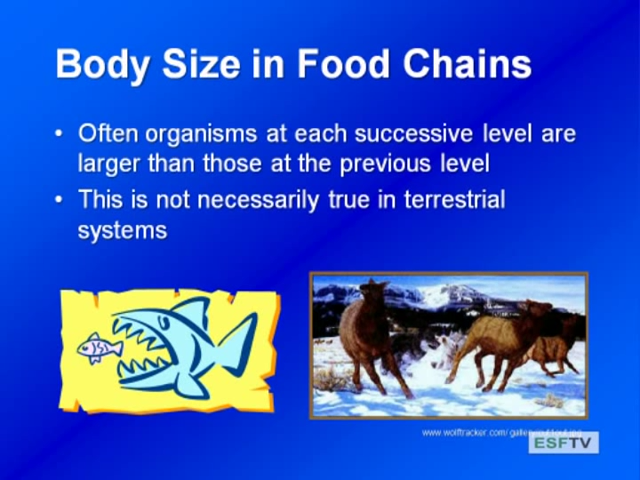 Body Size in Food Chains
• Often organisms at each successive level are
larger than those at the previous level
• This is not necessarily true in terrestrial
systems
www.wolftracker.com/
ESFTV